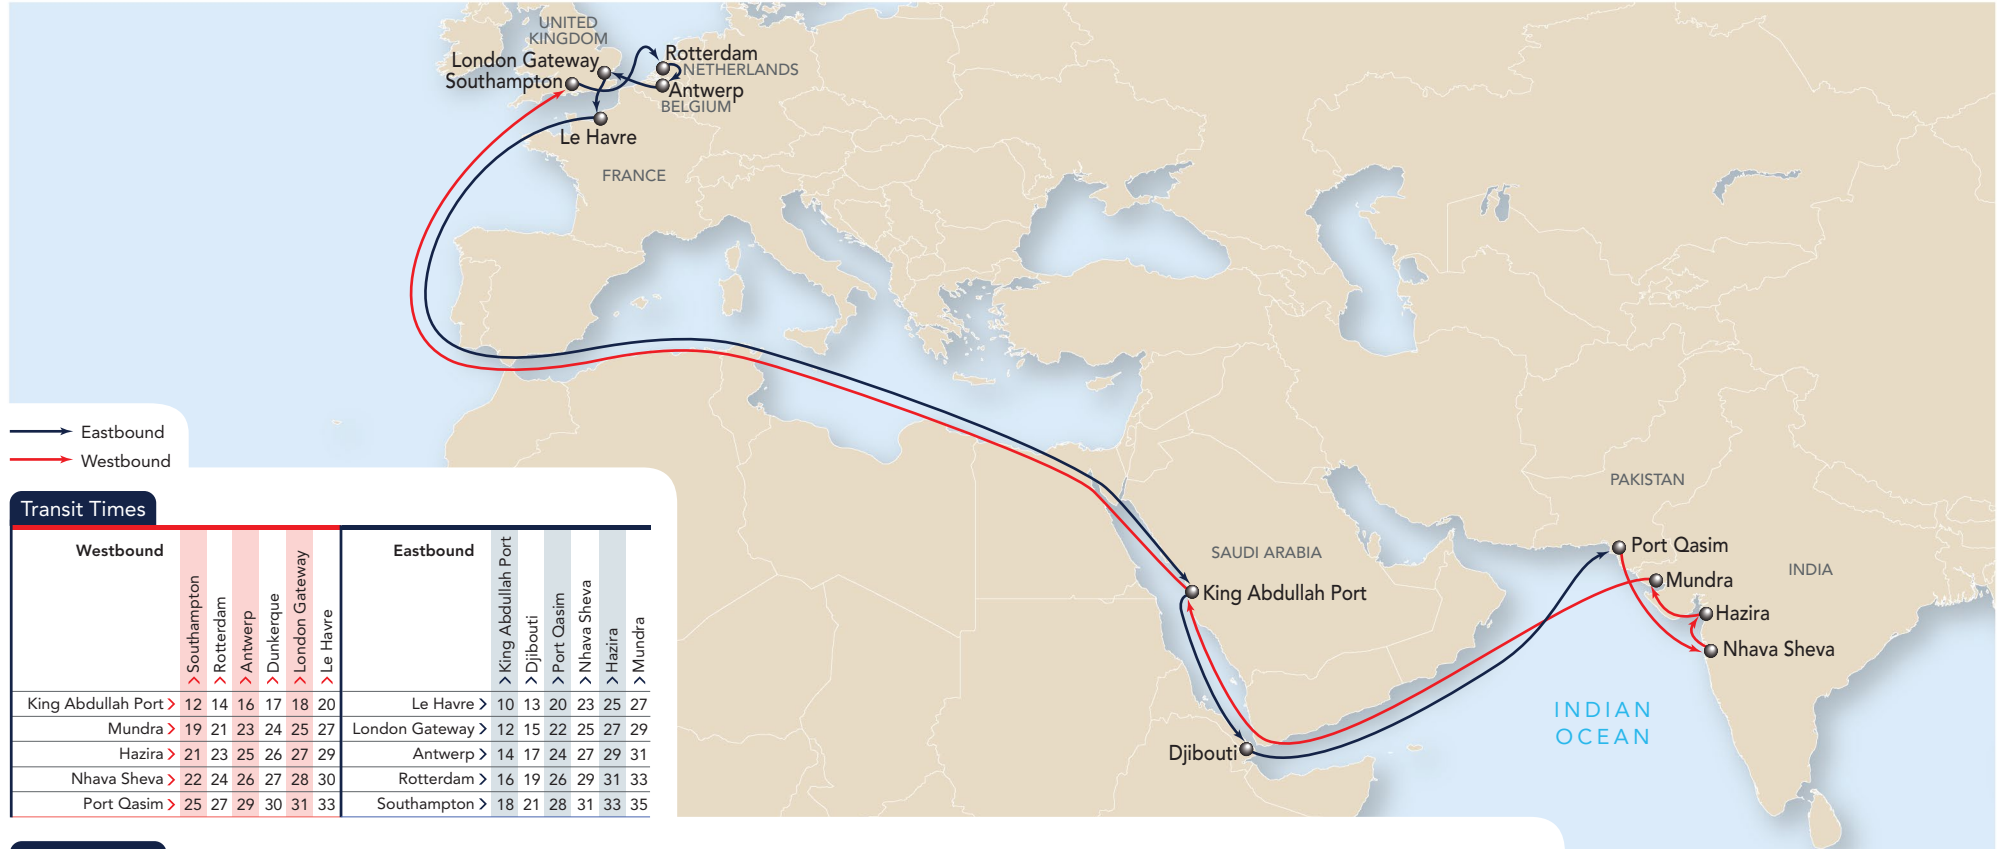 UNITED
KINGDOM
London Gateway
Southampton
Rotterdam
NETHERLANDS
Antwerp
BELGIUM
Le Havre
FRANCE
Eastbound
Westbound
PAKISTAN
SAUDI ARABIA
Port Qasim
INDIA
Mundra
King Abdullah Port
Hazira
Nhava Sheva
INDIAN
OCEAN
Djibouti
Transit Times
Westbound
Southampton
Rotterdam
Antwerp
Dunkerque
London Gateway
Le Havre
King Abdullah Port 12 14 16 17 18 20
Mundra 19 21 23 24 25 27
Hazira 21 23 25 26 27 29
Nhava Sheva 22 24 26 27 28 30
Port Qasim 25 27 29 30 31 33
Eastbound
King Abdullah Port
Djibouti
Port Qasim
Nhava Sheva
Hazira
Mundra
Le Havre 10 13 20 23 25 27
London Gateway 12 15 22 25 27 29
Antwerp 14 17 24 27 29 31
Rotterdam 16 19 26 29 31 33
Southampton 18 21 28 31 33 35